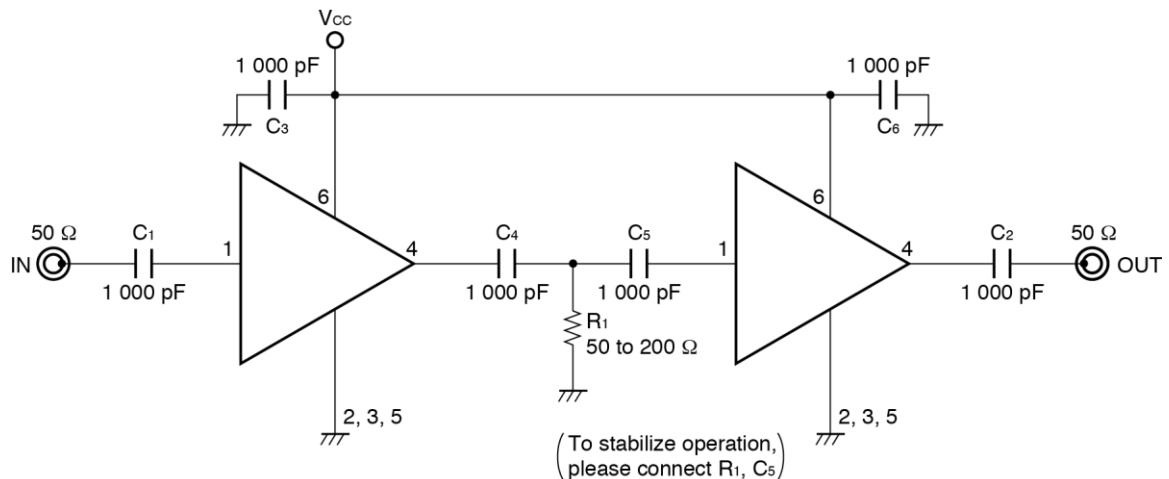 VCC
1 000 pF
C3
1 000 pF
C6
6
6
50 Ω
IN
C1
1 000 pF
1
4
C4
1 000 pF
C5
1 000 pF
R1
50 to 200 Ω
1
4
C2
1 000 pF
50 Ω
OUT
2, 3, 5
2, 3, 5
(To stabilize operation,
please connect R1, C5)